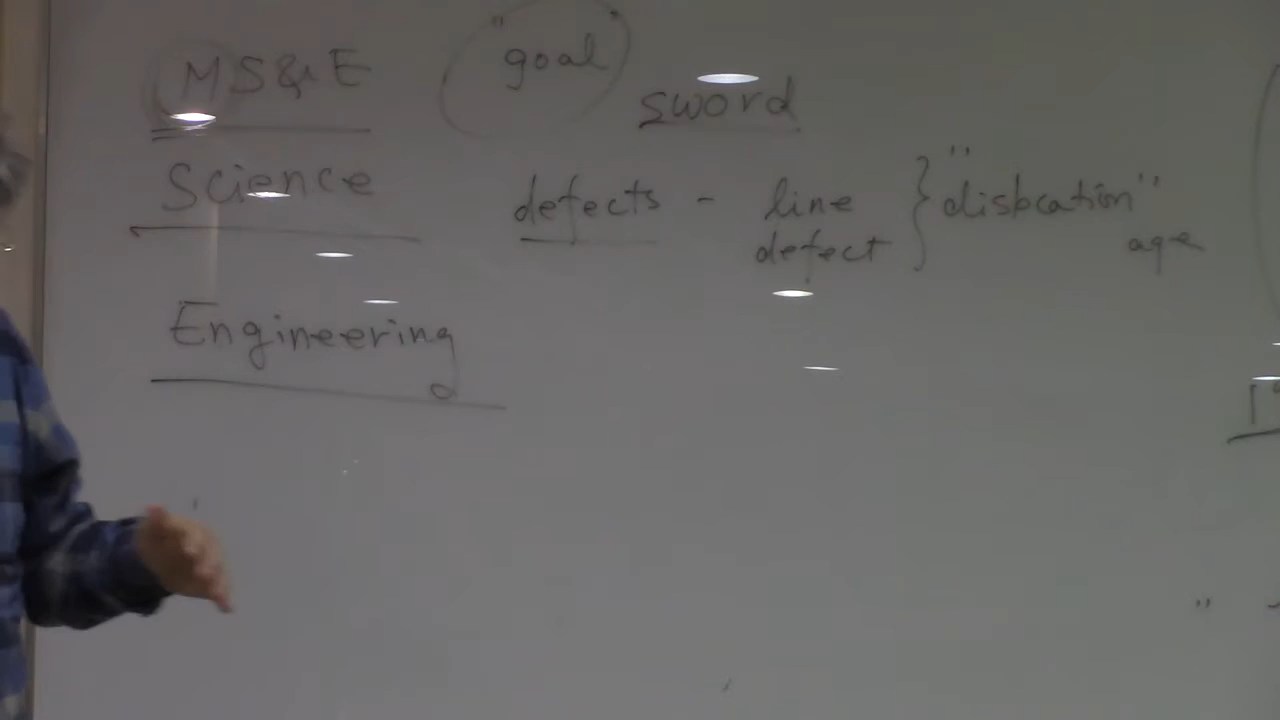 MS&E "goal"
sword
Science
defects - line } "dislocation"
defect age
Engineering